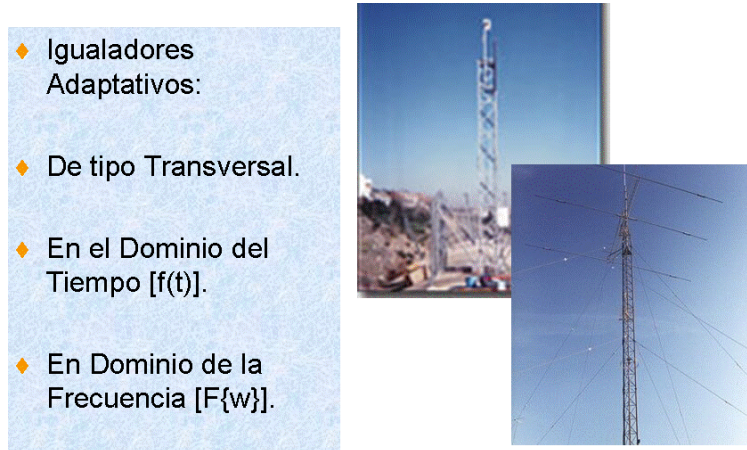 Igualadores
Adaptativos:
De tipo Transversal.
En el Dominio del
Tiempo [f(t)].
En Dominio de la
Frecuencia [F{w}].